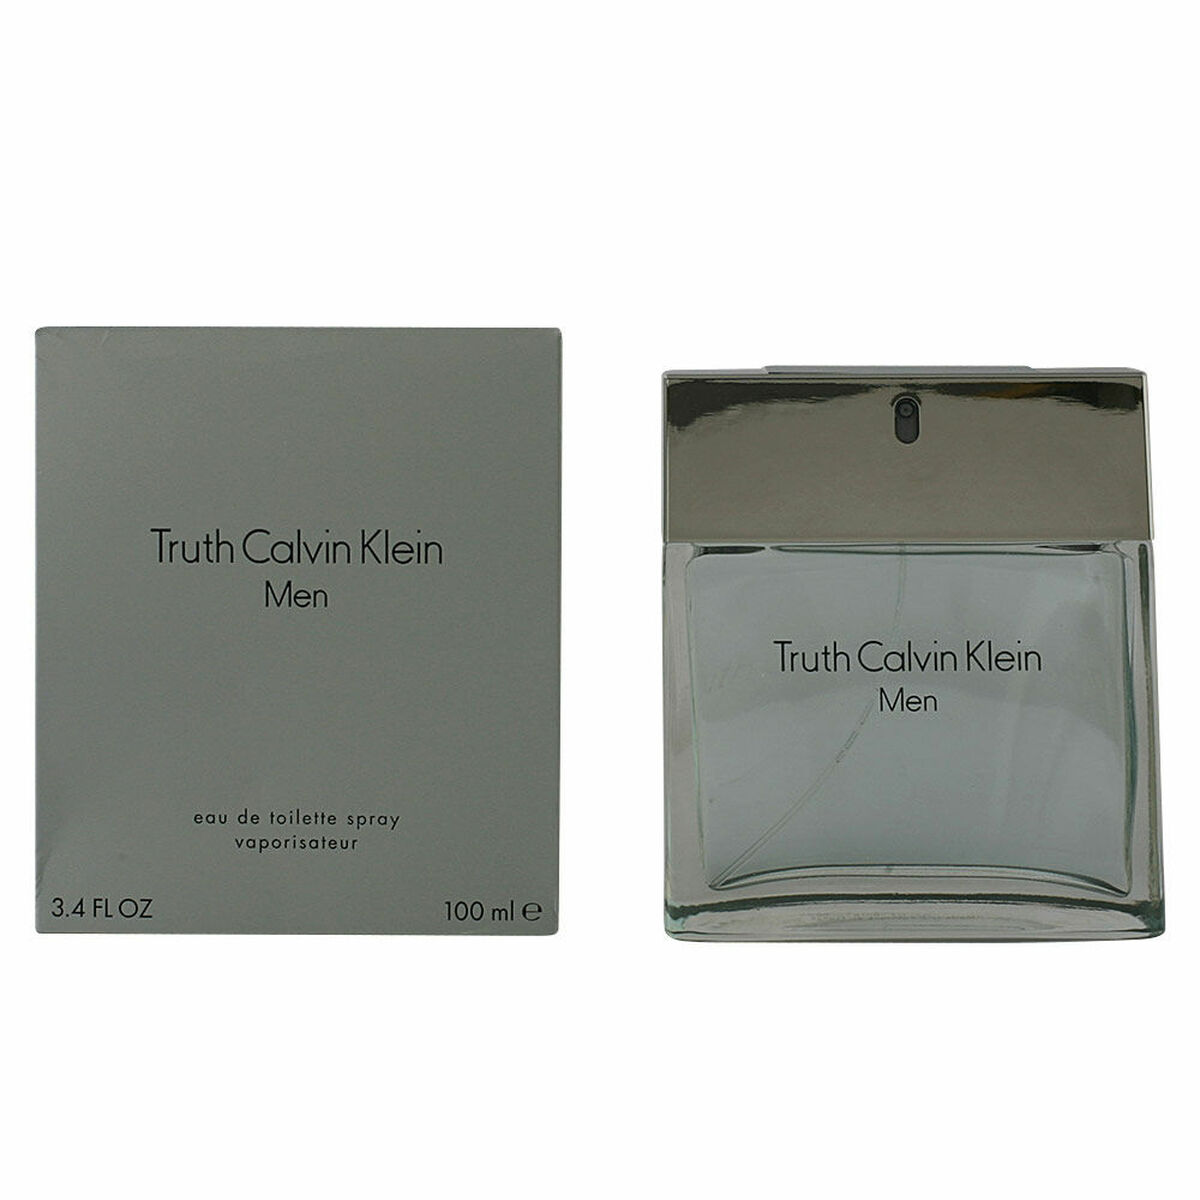 Truth Calvin Klein
Men
eau de toilette spray
vaporisateur
3.4 FL OZ
100 ml ℮
Truth Calvin Klein
Men